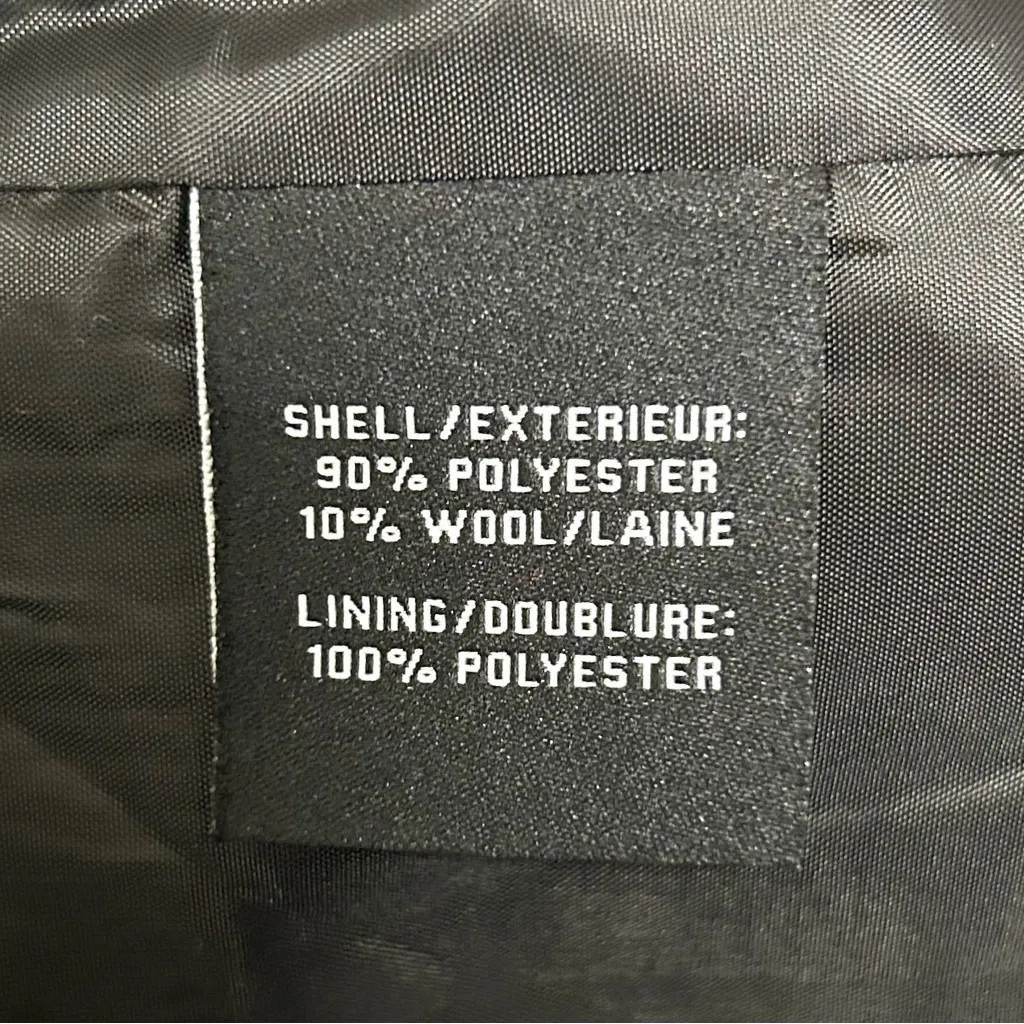 SHELL/EXTERIEUR:
90% POLYESTER
10% WOOL/LAINE
LINING/DOUBLURE:
100% POLYESTER